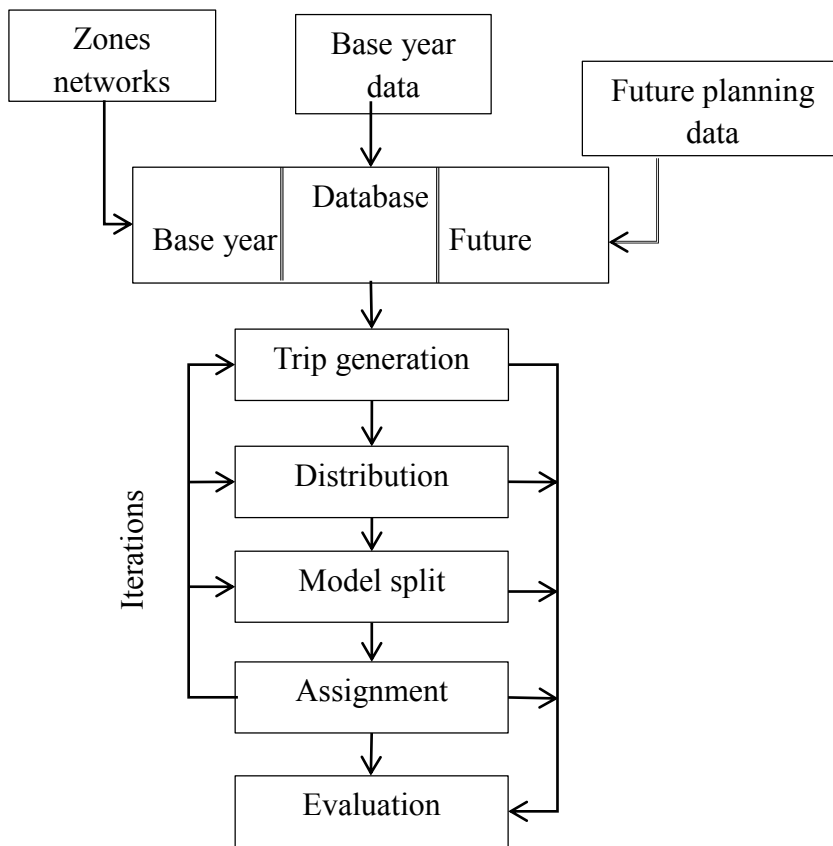 Zones
networks
Base year
data
Future planning
data
Database
Base year
Future
Trip generation
Distribution
Model split
Assignment
Evaluation
Iterations